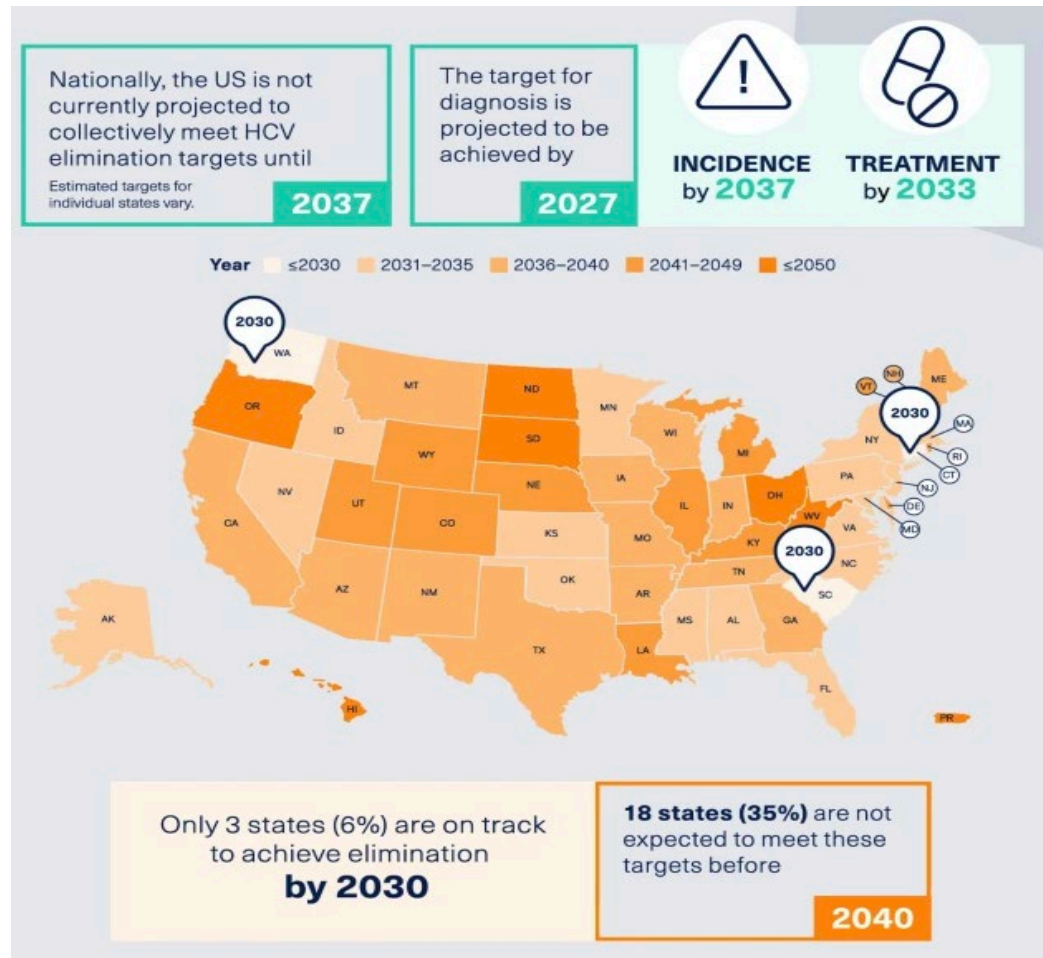 Nationally, the US is not
currently projected to
collectively meet HCV
elimination targets until
Estimated targets for
individual states vary.
2037
The target for
diagnosis is
projected to be
achieved by
2027
!
INCIDENCE
by 2037
TREATMENT
by 2033
Year ≤2030 2031–2035 2036–2040 2041–2049 ≤2050
2030
WA
OR
MT
ID
ND
SD
MN
WY
NV
UT
CO
CA
NE
KS
AZ
NM
OK
TX
WI
IA
MO
AR
LA
MI
IL
IN
OH
KY
TN
WV
VA
NC
2030
SC
MS
AL
GA
FL
PA
NY
VT
NH
ME
2030
MA
RI
CT
NJ
DE
MD
AK
HI
PR
Only 3 states (6%) are on track
to achieve elimination
by 2030
18 states (35%) are not
expected to meet these
targets before
2040